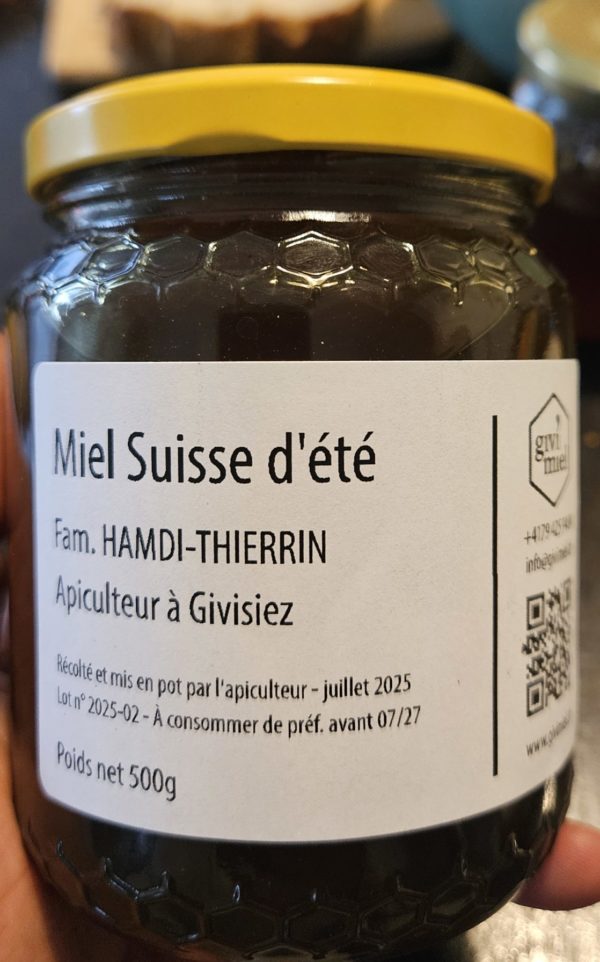 Miel Suisse d'été
Fam. HAMDI-THIERRIN
Apiculteur à Givisiez
Récolté et mis en pot par l'apiculteur - juillet 2025
Lot n° 2025-02 - À consommer de préf. avant 07/27
Poids net 500g
givi'
miel